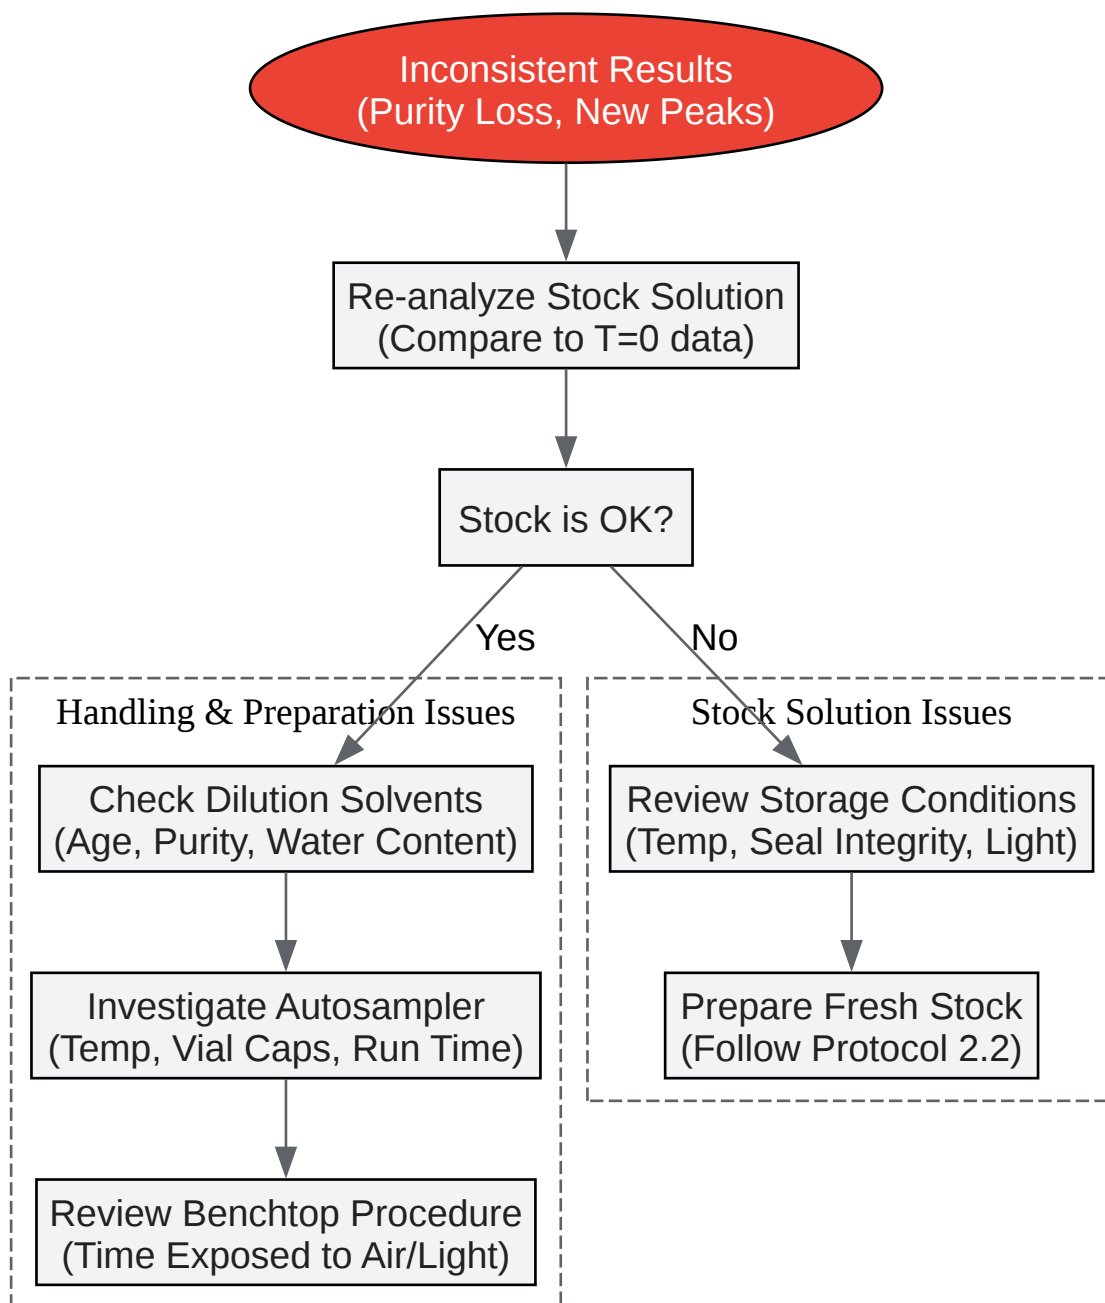 Inconsistent Results
(Purity Loss, New Peaks)
Re-analyze Stock Solution
(Compare to T=0 data)
Stock is OK?
Yes
No
Handling & Preparation Issues
Check Dilution Solvents
(Age, Purity, Water Content)
Investigate Autosampler
(Temp, Vial Caps, Run Time)
Review Benchtop Procedure
(Time Exposed to Air/Light)
Stock Solution Issues
Review Storage Conditions
(Temp, Seal Integrity, Light)
Prepare Fresh Stock
(Follow Protocol 2.2)